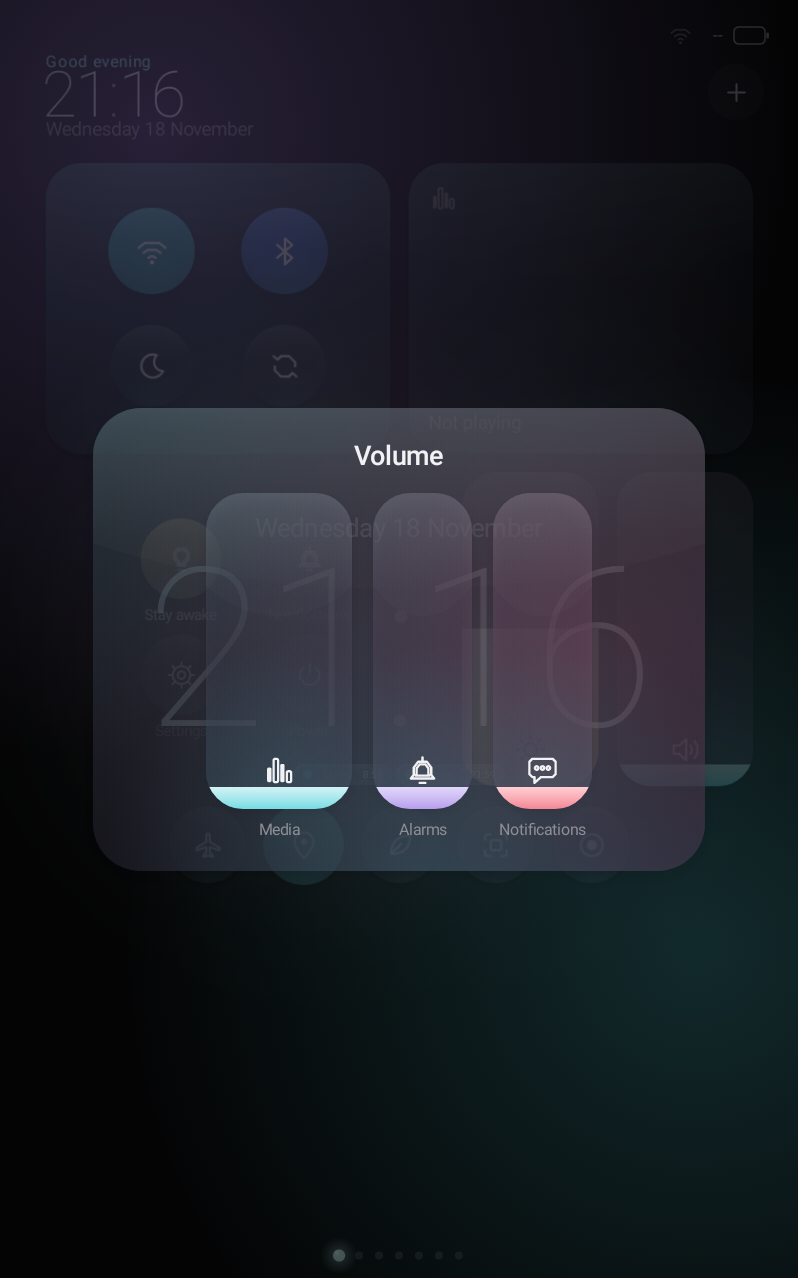 --
Good evening
21:16
Wednesday 18 November
Not playing
Volume
Wednesday 18 November
21 16
Stay awake
Settings
Media
Alarms
Notifications